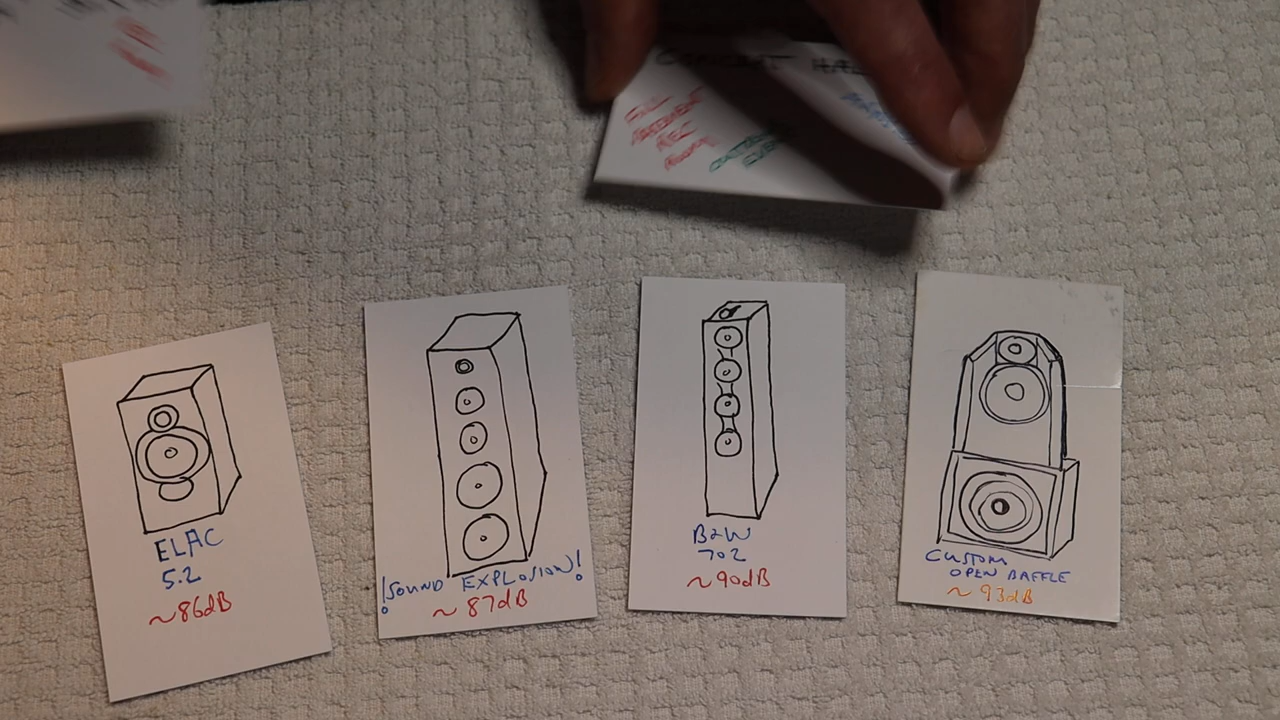 ELAC
5.2
~86dB
!SOUND EXPLOSION!
~87dB
B&W
702
~90dB
CUSTOM
OPEN BAFFLE
~93dB